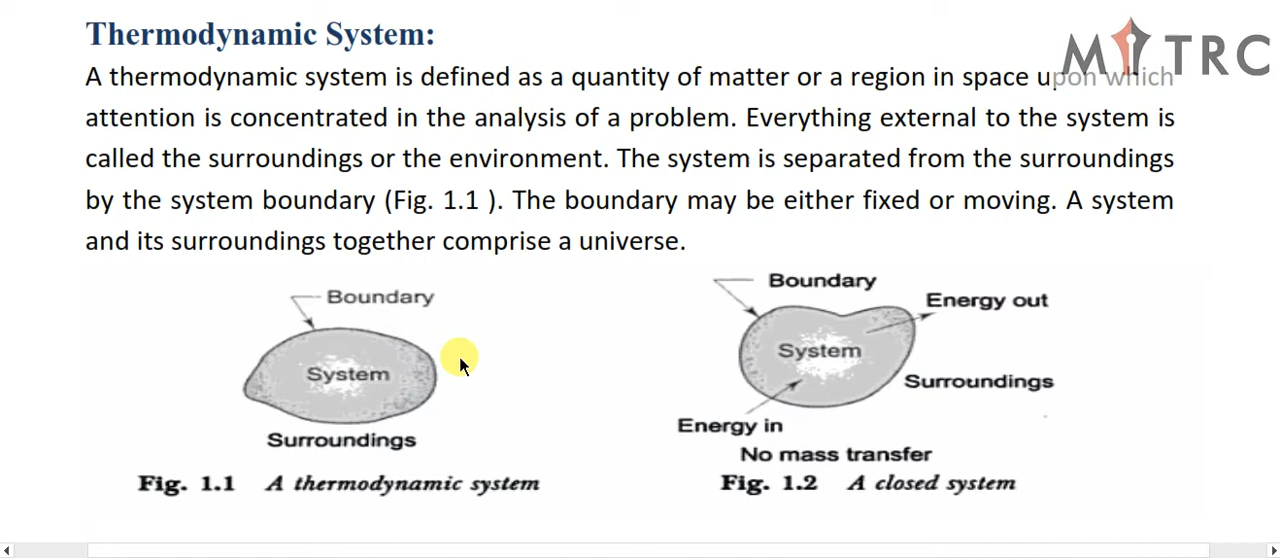 Thermodynamic System:
MITRC
A thermodynamic system is defined as a quantity of matter or a region in space upon which
attention is concentrated in the analysis of a problem. Everything external to the system is
called the surroundings or the environment. The system is separated from the surroundings
by the system boundary (Fig. 1.1 ). The boundary may be either fixed or moving. A system
and its surroundings together comprise a universe.
Boundary
System
Surroundings
Fig. 1.1 A thermodynamic system
Boundary
Energy out
System
Surroundings
Energy in
No mass transfer
Fig. 1.2 A closed system